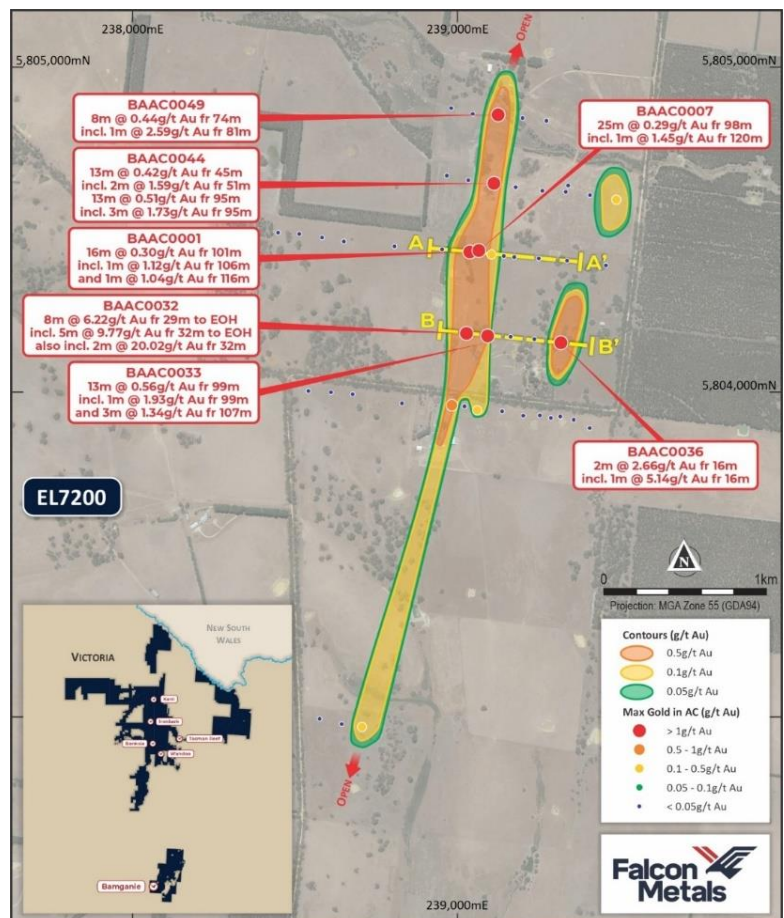 238,000mE
239,000mE
5,805,000mN
5,805,000mN
OPEN
BAAC0049
8m @ 0.44g/t Au fr 74m
incl. 1m @ 2.59g/t Au fr 81m
BAAC0007
25m @ 0.29g/t Au fr 98m
incl. 1m @ 1.45g/t Au fr 120m
BAAC0044
13m @ 0.42g/t Au fr 45m
incl. 2m @ 1.59g/t Au fr 51m
13m @ 0.51g/t Au fr 95m
incl. 3m @ 1.73g/t Au fr 95m
BAAC0001
16m @ 0.30g/t Au fr 101m
incl. 1m @ 1.12g/t Au fr 106m
and 1m @ 1.04g/t Au fr 116m
A
A'
BAAC0032
8m @ 6.22g/t Au fr 29m to EOH
incl. 5m @ 9.77g/t Au fr 32m to EOH
also incl. 2m @ 20.02g/t Au fr 32m
B
B'
BAAC0033
13m @ 0.56g/t Au fr 99m
incl. 1m @ 1.93g/t Au fr 99m
and 3m @ 1.34g/t Au fr 107m
5,804,000mN
BAAC0036
2m @ 2.66g/t Au fr 16m
incl. 1m @ 5.14g/t Au fr 16m
EL7200
N
0
1km
Projection: MGA Zone 55 (GDA94)
NEW SOUTH
WALES
VICTORIA
Bamganie
OPEN
Contours (g/t Au)
0.5g/t Au
0.1g/t Au
0.05g/t Au
Max Gold in AC (g/t Au)
> 1g/t Au
0.5 - 1g/t Au
0.1 - 0.5g/t Au
0.05 - 0.1g/t Au
< 0.05g/t Au
Falcon
Metals
238,000mE
239,000mE